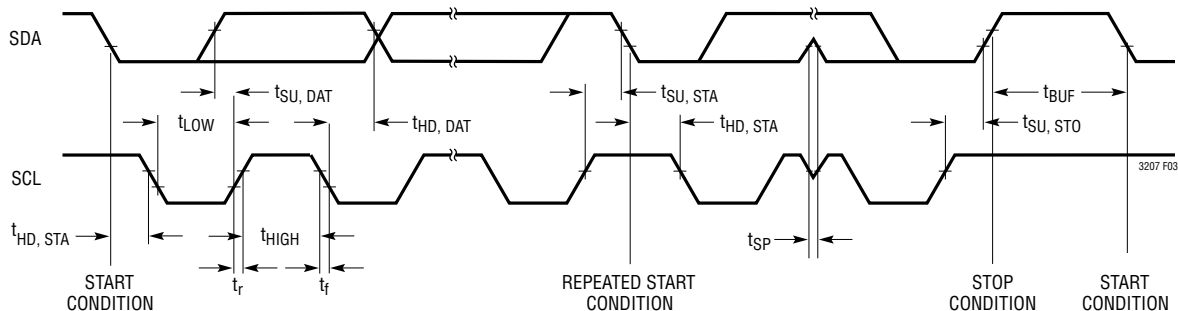 SDA
tSU, DAT
tSU, STA
tBUF
tLOW
tHD, DAT
tHD, STA
tSU, STO
3207 F03
SCL
tHD, STA
tHIGH
tSP
tr
tf
START
CONDITION
REPEATED START
CONDITION
STOP
CONDITION
START
CONDITION